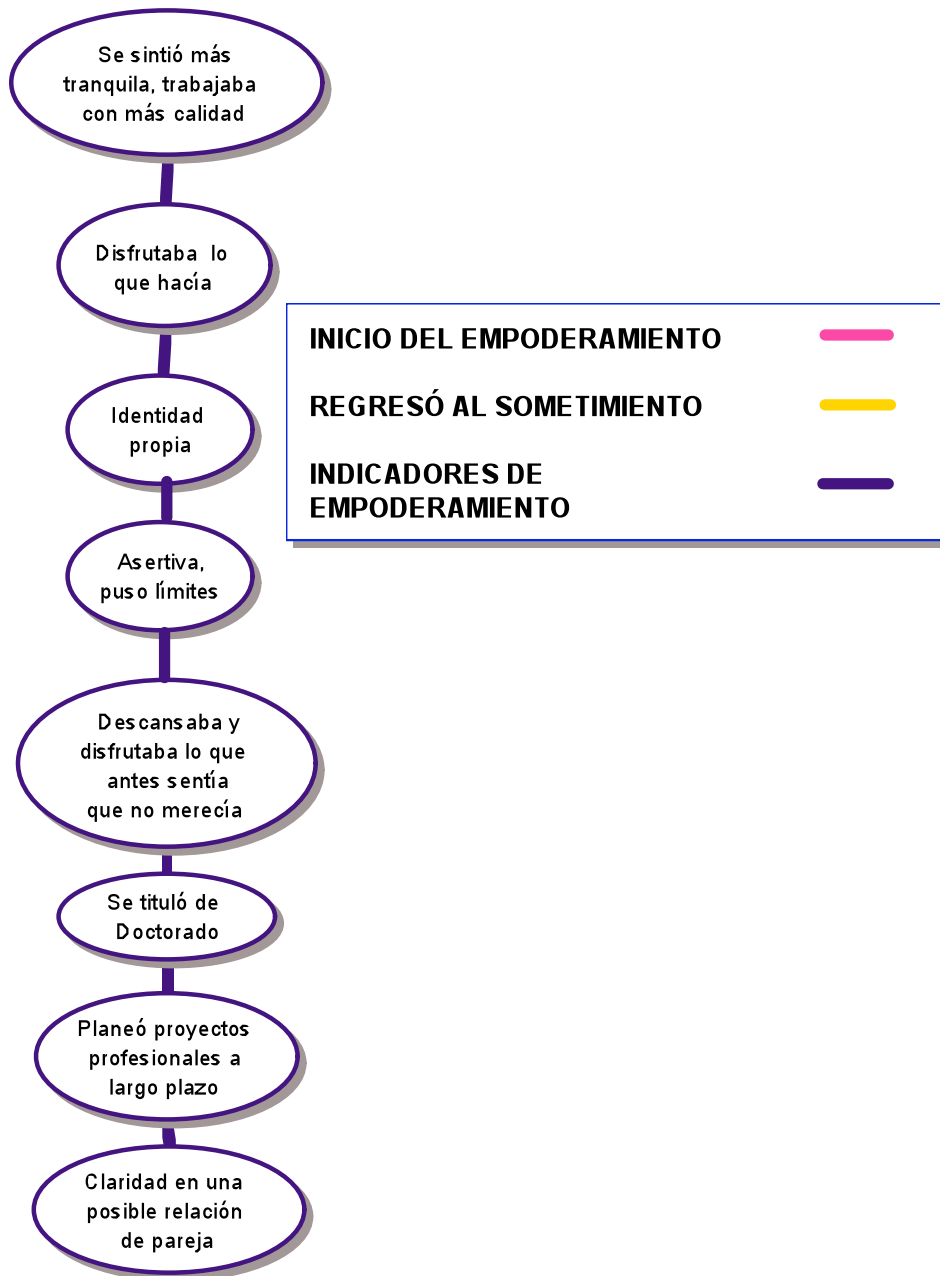 Se sintió más
tranquila, trabajaba
con más calidad
Disfrutaba lo
que hacía
Identidad
propia
Asertiva,
puso límites
Descansaba y
disfrutaba lo que
antes sentía
que no merecía
Se tituló de
Doctorado
Planeó proyectos
profesionales a
largo plazo
Claridad en una
posible relación
de pareja
INICIO DEL EMPODERAMIENTO
REGRESÓ AL SOMETIMIENTO
INDICADORES DE
EMPODERAMIENTO